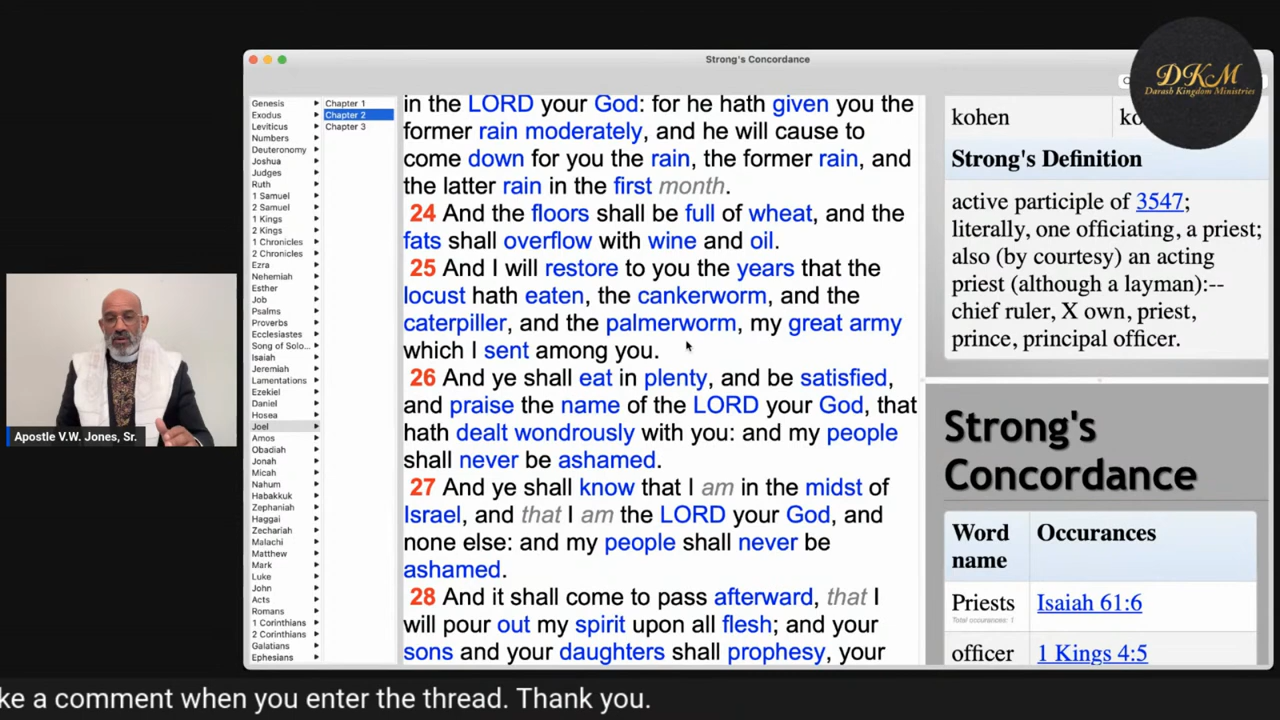 Strong's Concordance
DKM
Darash Kingdom Ministries
Genesis
Exodus
Leviticus
Numbers
Deuteronomy
Joshua
Judges
Ruth
1 Samuel
2 Samuel
1 Kings
2 Kings
1 Chronicles
2 Chronicles
Ezra
Nehemiah
Esther
Job
Psalms
Proverbs
Ecclesiastes
Song of Solo...
Isaiah
Jeremiah
Lamentations
Ezekiel
Daniel
Hosea
Joel
Amos
Obadiah
Jonah
Micah
Nahum
Habakkuk
Zephaniah
Haggai
Zechariah
Malachi
Matthew
Mark
Luke
John
Acts
Romans
1 Corinthians
2 Corinthians
Galatians
Ephesians
Chapter 1
Chapter 2
Chapter 3
in the LORD your God: for he hath given you the
former rain moderately, and he will cause to
come down for you the rain, the former rain, and
the latter rain in the first month.
24 And the floors shall be full of wheat, and the
fats shall overflow with wine and oil.
25 And I will restore to you the years that the
locust hath eaten, the cankerworm, and the
caterpiller, and the palmerworm, my great army
which I sent among you.
26 And ye shall eat in plenty, and be satisfied,
and praise the name of the LORD your God, that
hath dealt wondrously with you: and my people
shall never be ashamed.
27 And ye shall know that I am in the midst of
Israel, and that I am the LORD your God, and
none else: and my people shall never be
ashamed.
28 And it shall come to pass afterward, that I
will pour out my spirit upon all flesh; and your
sons and your daughters shall prophesy, your
kohen
Strong's Definition
active participle of 3547;
literally, one officiating, a priest;
also (by courtesy) an acting
priest (although a layman):--
chief ruler, X own, priest,
prince, principal officer.
Strong's
Concordance
Word
name
Occurances
Priests
Total occurances: 1
Isaiah 61:6
officer
1 Kings 4:5
Apostle V.W. Jones, Sr.
ke a comment when you enter the thread. Thank you.